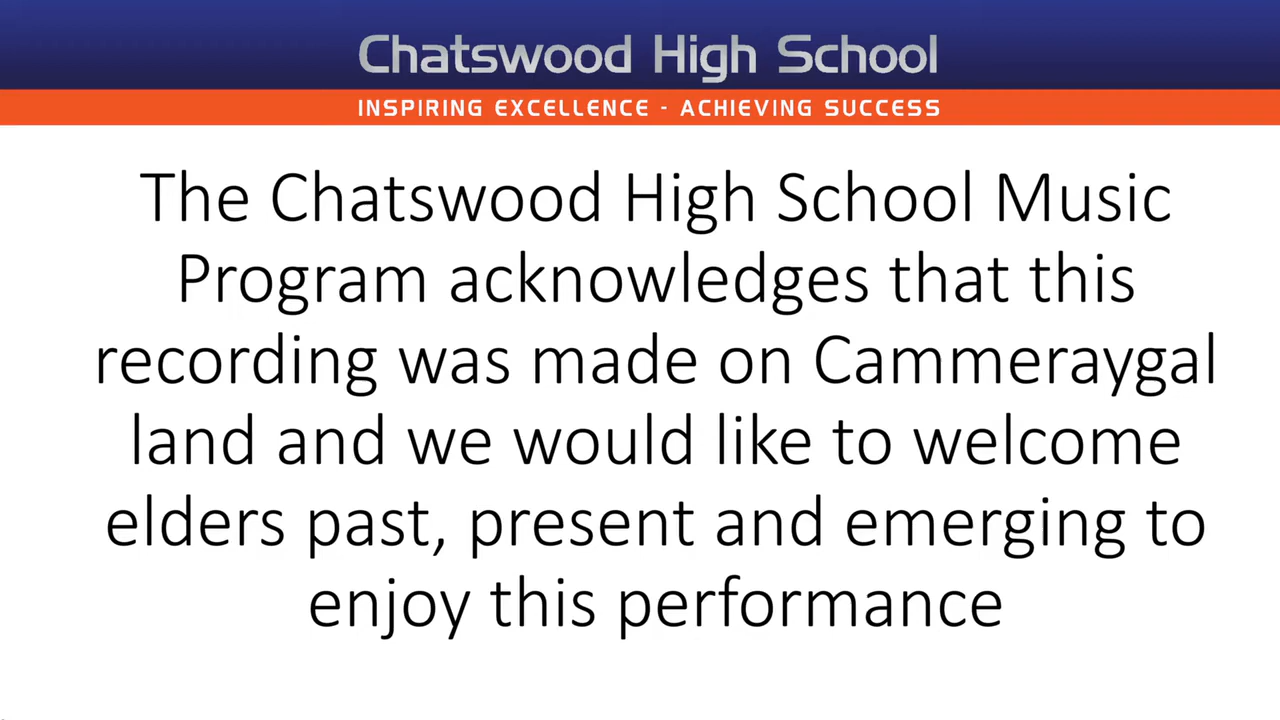 Chatswood High School
INSPIRING EXCELLENCE - ACHIEVING SUCCESS
The Chatswood High School Music
Program acknowledges that this
recording was made on Cammeraygal
land and we would like to welcome
elders past, present and emerging to
enjoy this performance